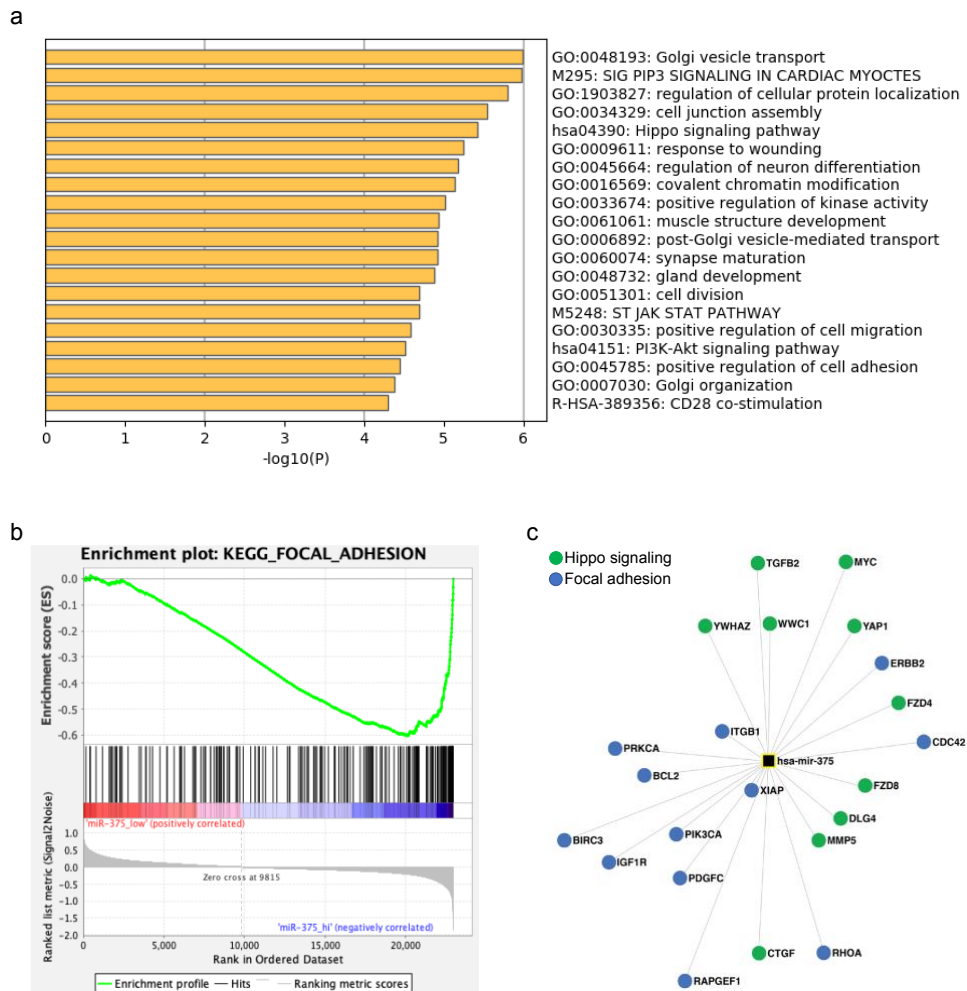 a
GO:0048193: Golgi vesicle transport
M295: SIG PIP3 SIGNALING IN CARDIAC MYOCTES
GO:1903827: regulation of cellular protein localization
GO:0034329: cell junction assembly
hsa04390: Hippo signaling pathway
GO:0009611: response to wounding
GO:0045664: regulation of neuron differentiation
GO:0016569: covalent chromatin modification
GO:0033674: positive regulation of kinase activity
GO:0061061: muscle structure development
GO:0006892: post-Golgi vesicle-mediated transport
GO:0060074: synapse maturation
GO:0048732: gland development
GO:0051301: cell division
M5248: ST JAK STAT PATHWAY
GO:0030335: positive regulation of cell migration
hsa04151: PI3K-Akt signaling pathway
GO:0045785: positive regulation of cell adhesion
GO:0007030: Golgi organization
R-HSA-389356: CD28 co-stimulation
0 1 2 3 4 5 6
-log10(P)
b
Enrichment plot: KEGG_FOCAL_ADHESION
Enrichment score (ES)
0.0
-0.1
-0.2
-0.3
-0.4
-0.5
-0.6
'miR-375_low' (positively correlated)
Ranked list metric (Signal2Noise)
1.0
0.5
0.0
-0.5
-1.0
-1.5
-2.0
Zero cross at 9815
'miR-375_hi' (negatively correlated)
0 5,000 10,000 15,000 20,000
Rank in Ordered Dataset
Enrichment profile Hits Ranking metric scores
c
Hippo signaling
Focal adhesion
TGFB2
MYC
YWHAZ
WWC1
YAP1
ERBB2
FZD4
ITGB1
CDC42
PRKCA
hsa-mir-375
BCL2
XIAP
FZD8
DLG4
BIRC3
PIK3CA
MMP5
IGF1R
PDGFC
CTGF
RHOA
RAPGEF1